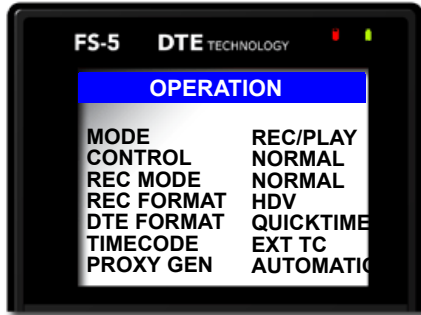 FS-5 DTE TECHNOLOGY
OPERATION
MODE REC/PLAY
CONTROL NORMAL
REC MODE NORMAL
REC FORMAT HDV
DTE FORMAT QUICKTIME
TIMECODE EXT TC
PROXY GEN AUTOMATIC